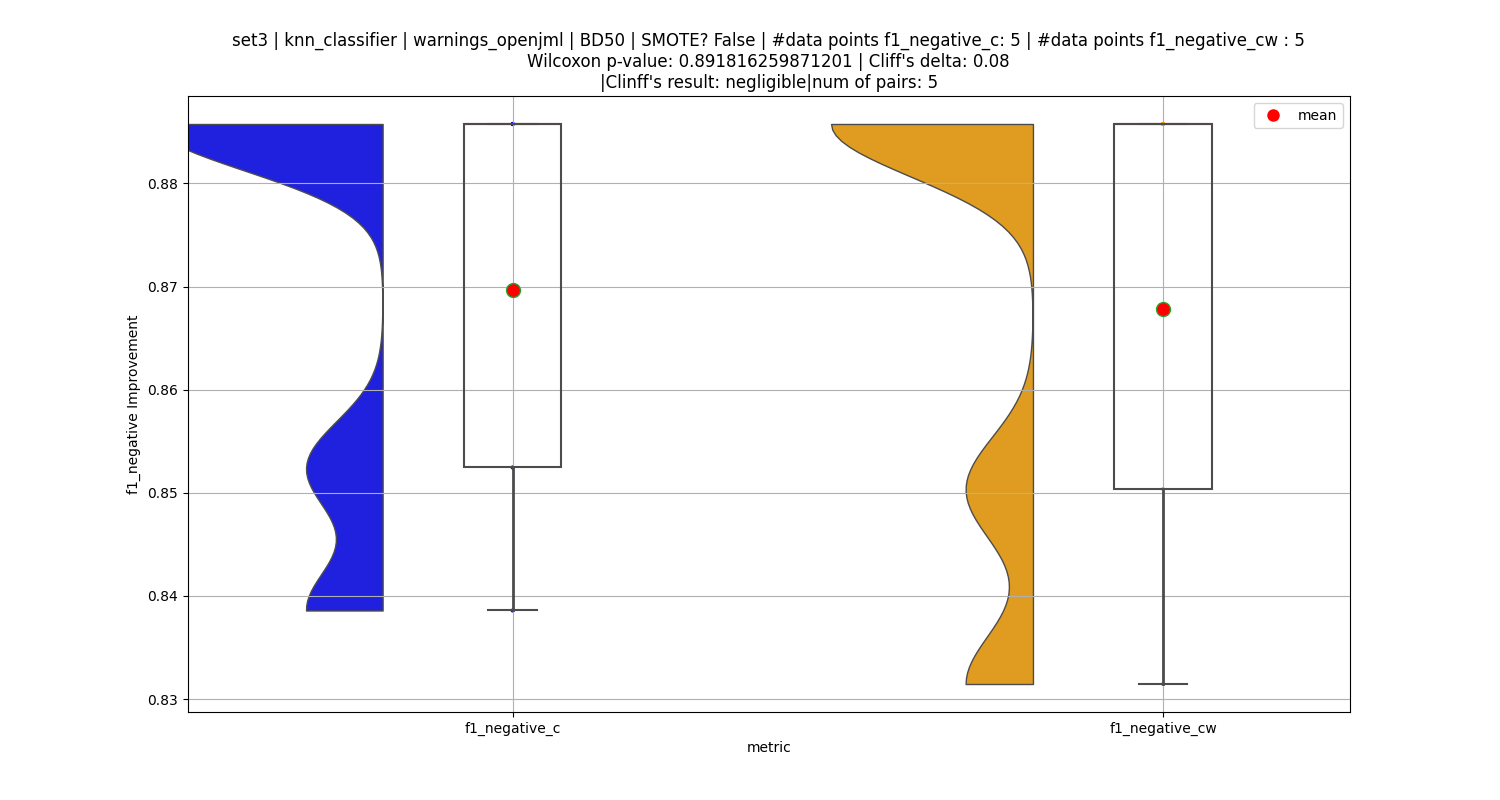 set3 | knn_classifier | warnings_openjml | BD50 | SMOTE? False | #data points f1_negative_c: 5 | #data points f1_negative_cw : 5
Wilcoxon p-value: 0.891816259871201 | Cliff's delta: 0.08
|Clinff's result: negligible|num of pairs: 5
mean
0.88
0.87
0.86
0.85
0.84
0.83
f1_negative Improvement
f1_negative_c
f1_negative_cw
metric